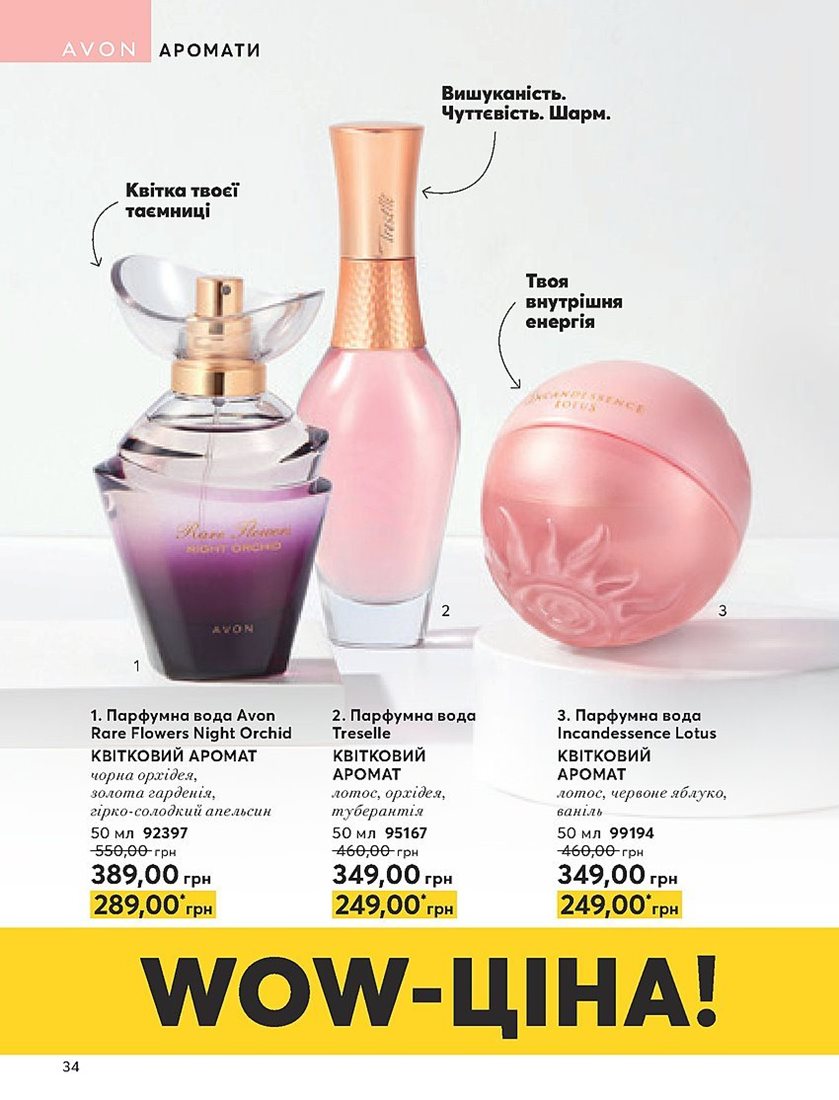 AVON АРОМАТИ
Вишуканість.
Чуттєвість. Шарм.
Квітка твоєї
таємниці
Твоя
внутрішня
енергія
Treselle
INCANDESSENCE
LOTUS
Rare Flowers
NIGHT ORCHID
AVON
1
2
3
1. Парфумна вода Avon
Rare Flowers Night Orchid
КВІТКОВИЙ АРОМАТ
чорна орхідея,
золота гарденія,
гірко-солодкий апельсин
50 мл 92397
550,00 грн
389,00 грн
289,00* грн
2. Парфумна вода
Treselle
КВІТКОВИЙ
АРОМАТ
лотос, орхідея,
туберантія
50 мл 95167
460,00 грн
349,00 грн
249,00* грн
3. Парфумна вода
Incandessence Lotus
КВІТКОВИЙ
АРОМАТ
лотос, червоне яблуко,
ваніль
50 мл 99194
460,00 грн
349,00 грн
249,00* грн
WOW-ЦІНА!
34